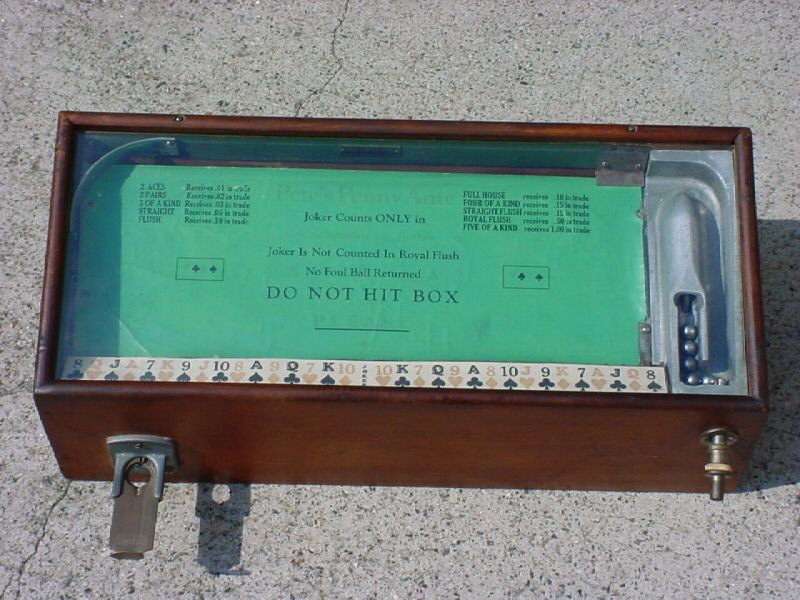 Pete's Penny Ante
2 ACES Receives .01 in trade
2 PAIRS Receives .02 in trade
3 OF A KIND Receives .03 in trade
STRAIGHT Receives .05 in trade
FLUSH Receives .10 in trade
Joker Counts ONLY in
FULL HOUSE receives .10 in trade
FOUR OF A KIND receives .15 in trade
STRAIGHT FLUSH receives .15 in trade
ROYAL FLUSH receives .50 in trade
FIVE OF A KIND receives 1.00 in trade
Joker Is Not Counted In Royal Flush
No Foul Ball Returned
DO NOT HIT BOX
8 Q J A 7 K 9 J 10 8 A 9 Q 7 K 10 JOKER 10 K 7 Q 9 A 8 10 J 9 K 7 A J Q 8